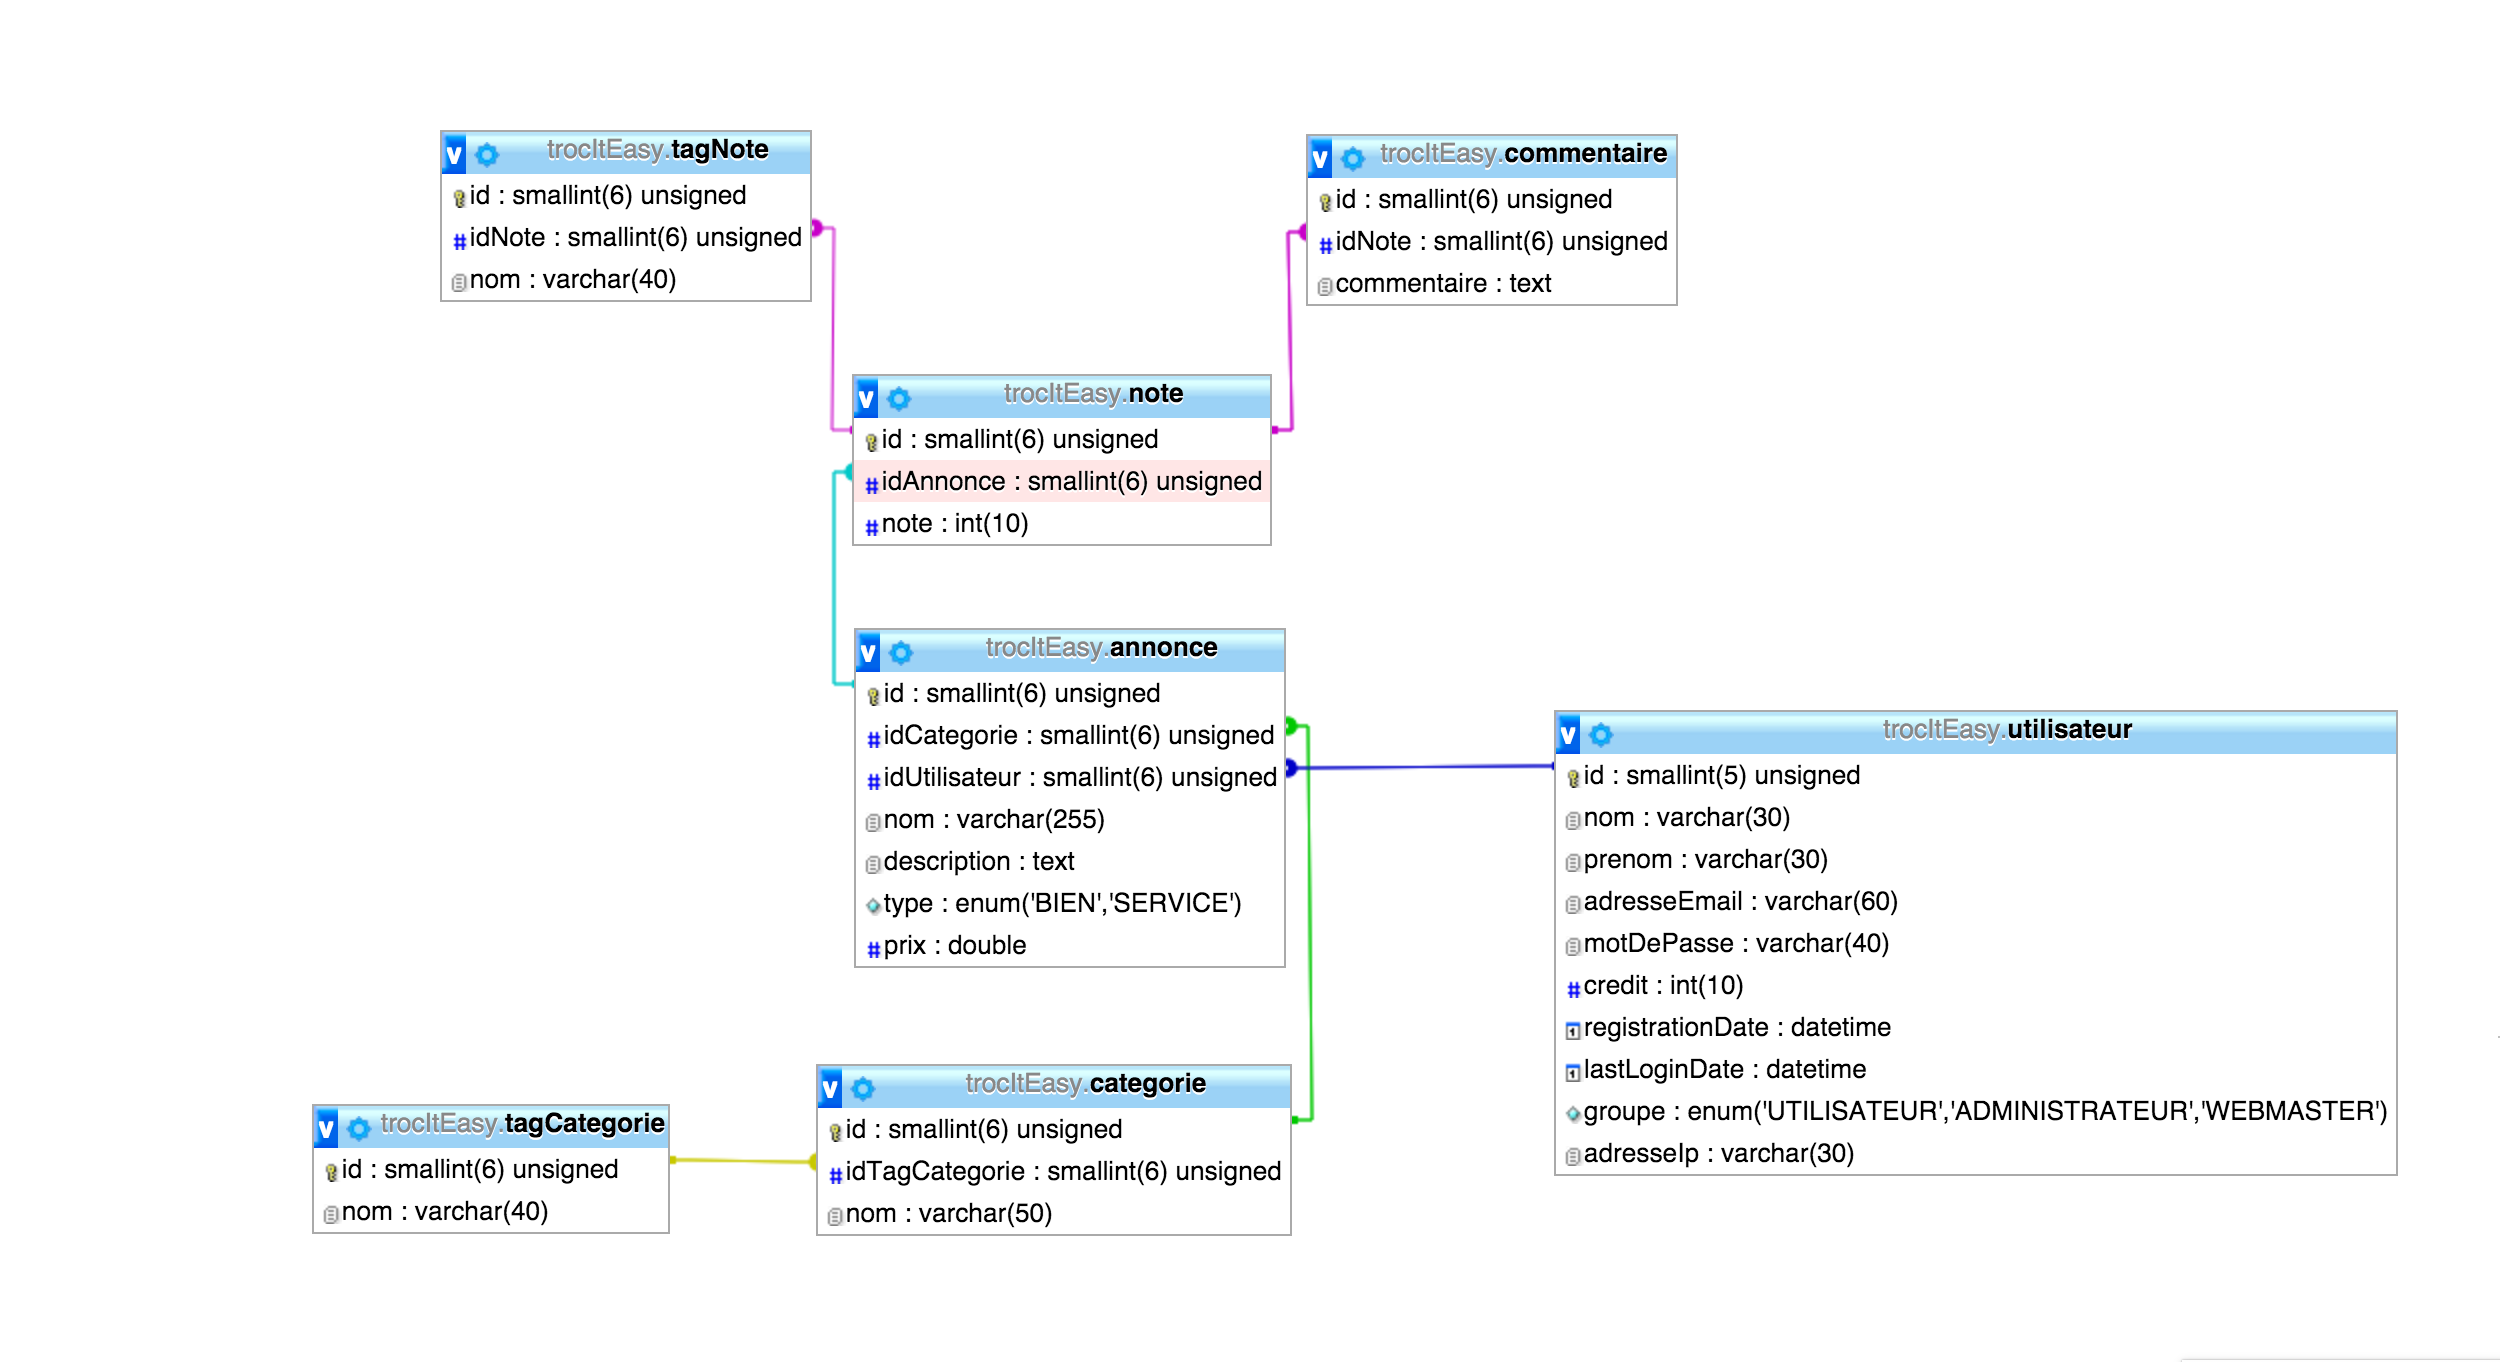 trocItEasy.tagNote
id : smallint(6) unsigned
idNote : smallint(6) unsigned
nom : varchar(40)
trocItEasy.commentaire
id : smallint(6) unsigned
idNote : smallint(6) unsigned
commentaire : text
trocItEasy.note
id : smallint(6) unsigned
idAnnonce : smallint(6) unsigned
note : int(10)
trocItEasy.annonce
id : smallint(6) unsigned
idCategorie : smallint(6) unsigned
idUtilisateur : smallint(6) unsigned
nom : varchar(255)
description : text
type : enum('BIEN','SERVICE')
prix : double
trocItEasy.utilisateur
id : smallint(5) unsigned
nom : varchar(30)
prenom : varchar(30)
adresseEmail : varchar(60)
motDePasse : varchar(40)
credit : int(10)
registrationDate : datetime
lastLoginDate : datetime
groupe : enum('UTILISATEUR','ADMINISTRATEUR','WEBMASTER')
adresseIp : varchar(30)
trocItEasy.tagCategorie
id : smallint(6) unsigned
nom : varchar(40)
trocItEasy.categorie
id : smallint(6) unsigned
idTagCategorie : smallint(6) unsigned
nom : varchar(50)